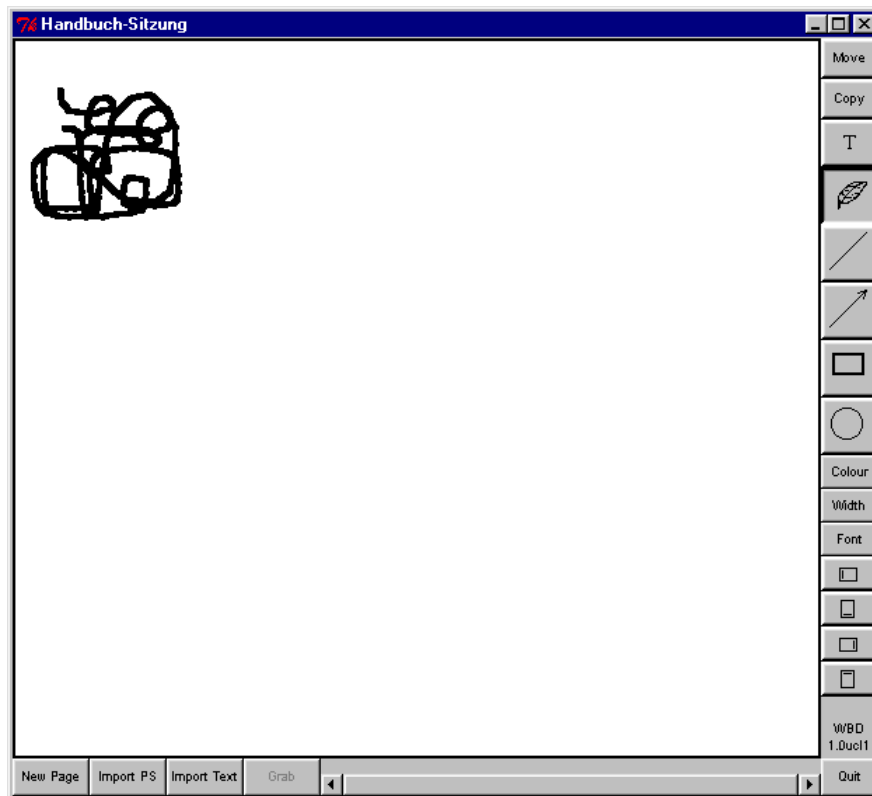 Handbuch-Sitzung
Move
Copy
T
Colour
Width
Font
WBD
1.0ucl1
New Page Import PS Import Text Grab Quit